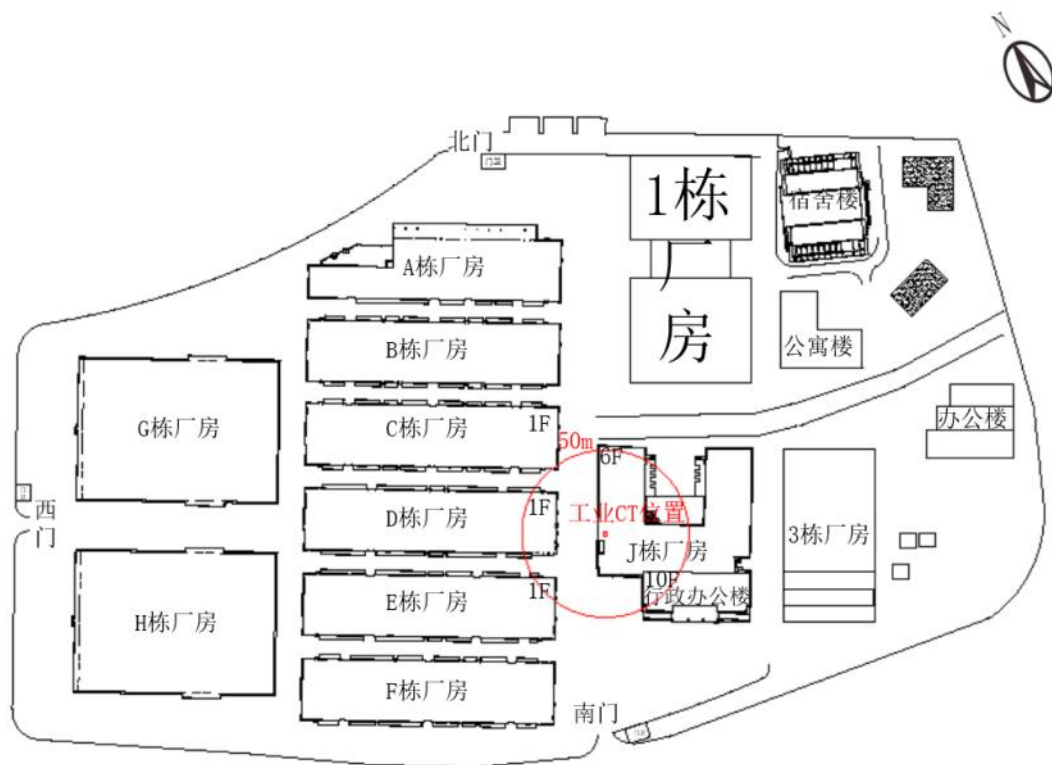 N
北门
门卫
1栋
厂
房
宿舍楼
A栋厂房
B栋厂房
公寓楼
G栋厂房
C栋厂房
1F
办公楼
50m
6F
西
门
D栋厂房
1F
工业CT位置
J栋厂房
3栋厂房
H栋厂房
E栋厂房
1F
10F
行政办公楼
F栋厂房
南门